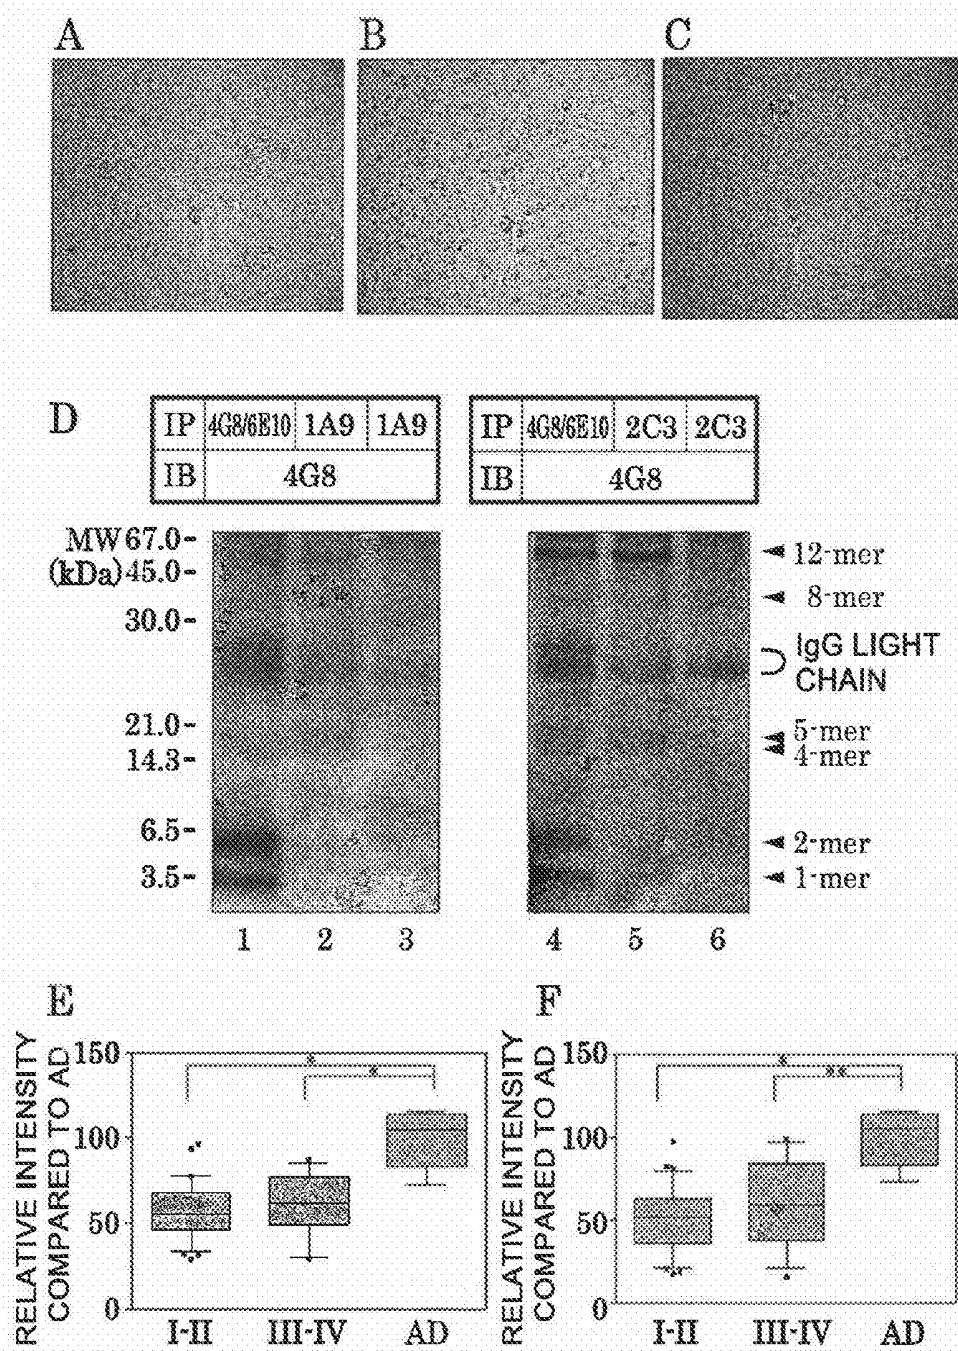 A B C
D
IP 4G8/6E10 1A9 1A9
IB 4G8
IP 4G8/6E10 2C3 2C3
IB 4G8
MW 67.0-
(kDa) 45.0-
30.0-
21.0-
14.3-
6.5-
3.5-
12-mer
8-mer
IgG LIGHT
CHAIN
5-mer
4-mer
2-mer
1-mer
1 2 3 4 5 6
E
RELATIVE INTENSITY
COMPARED TO AD
150
100
50
0
* *
I-II III-IV AD
F
RELATIVE INTENSITY
COMPARED TO AD
150
100
50
0
* **
I-II III-IV AD